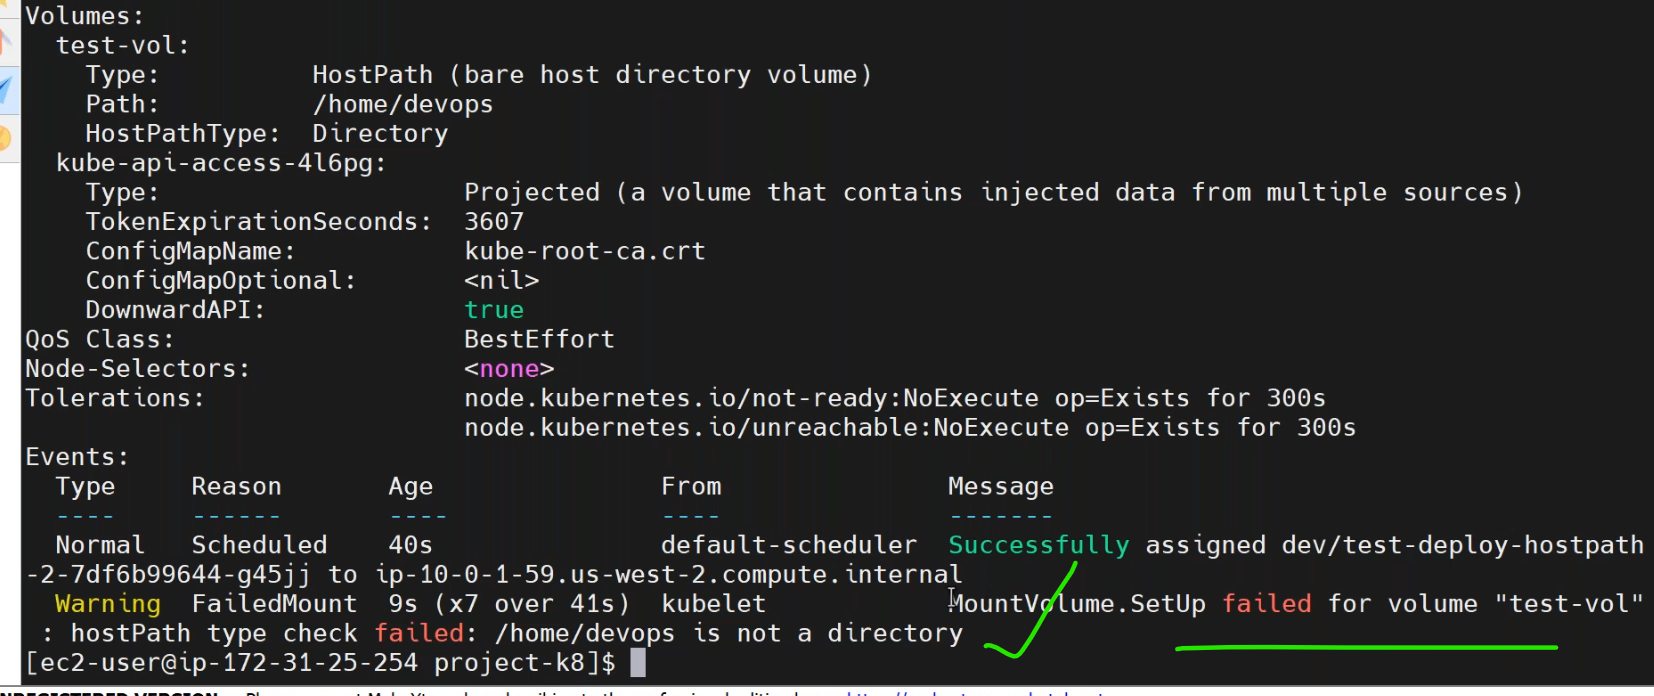 Volumes:
  test-vol:
    Type:          HostPath (bare host directory volume)
    Path:          /home/devops
    HostPathType:  Directory
  kube-api-access-4l6pg:
    Type:                    Projected (a volume that contains injected data from multiple sources)
    TokenExpirationSeconds:  3607
    ConfigMapName:           kube-root-ca.crt
    ConfigMapOptional:       <nil>
    DownwardAPI:             true
QoS Class:                   BestEffort
Node-Selectors:              <none>
Tolerations:                 node.kubernetes.io/not-ready:NoExecute op=Exists for 300s
                             node.kubernetes.io/unreachable:NoExecute op=Exists for 300s
Events:
  Type     Reason       Age               From               Message
  ----     ------       ----              ----               -------
  Normal   Scheduled    40s               default-scheduler  Successfully assigned dev/test-deploy-hostpath
-2-7df6b99644-g45jj to ip-10-0-1-59.us-west-2.compute.internal
  Warning  FailedMount  9s (x7 over 41s)  kubelet            MountVolume.SetUp failed for volume "test-vol"
 : hostPath type check failed: /home/devops is not a directory
[ec2-user@ip-172-31-25-254 project-k8]$